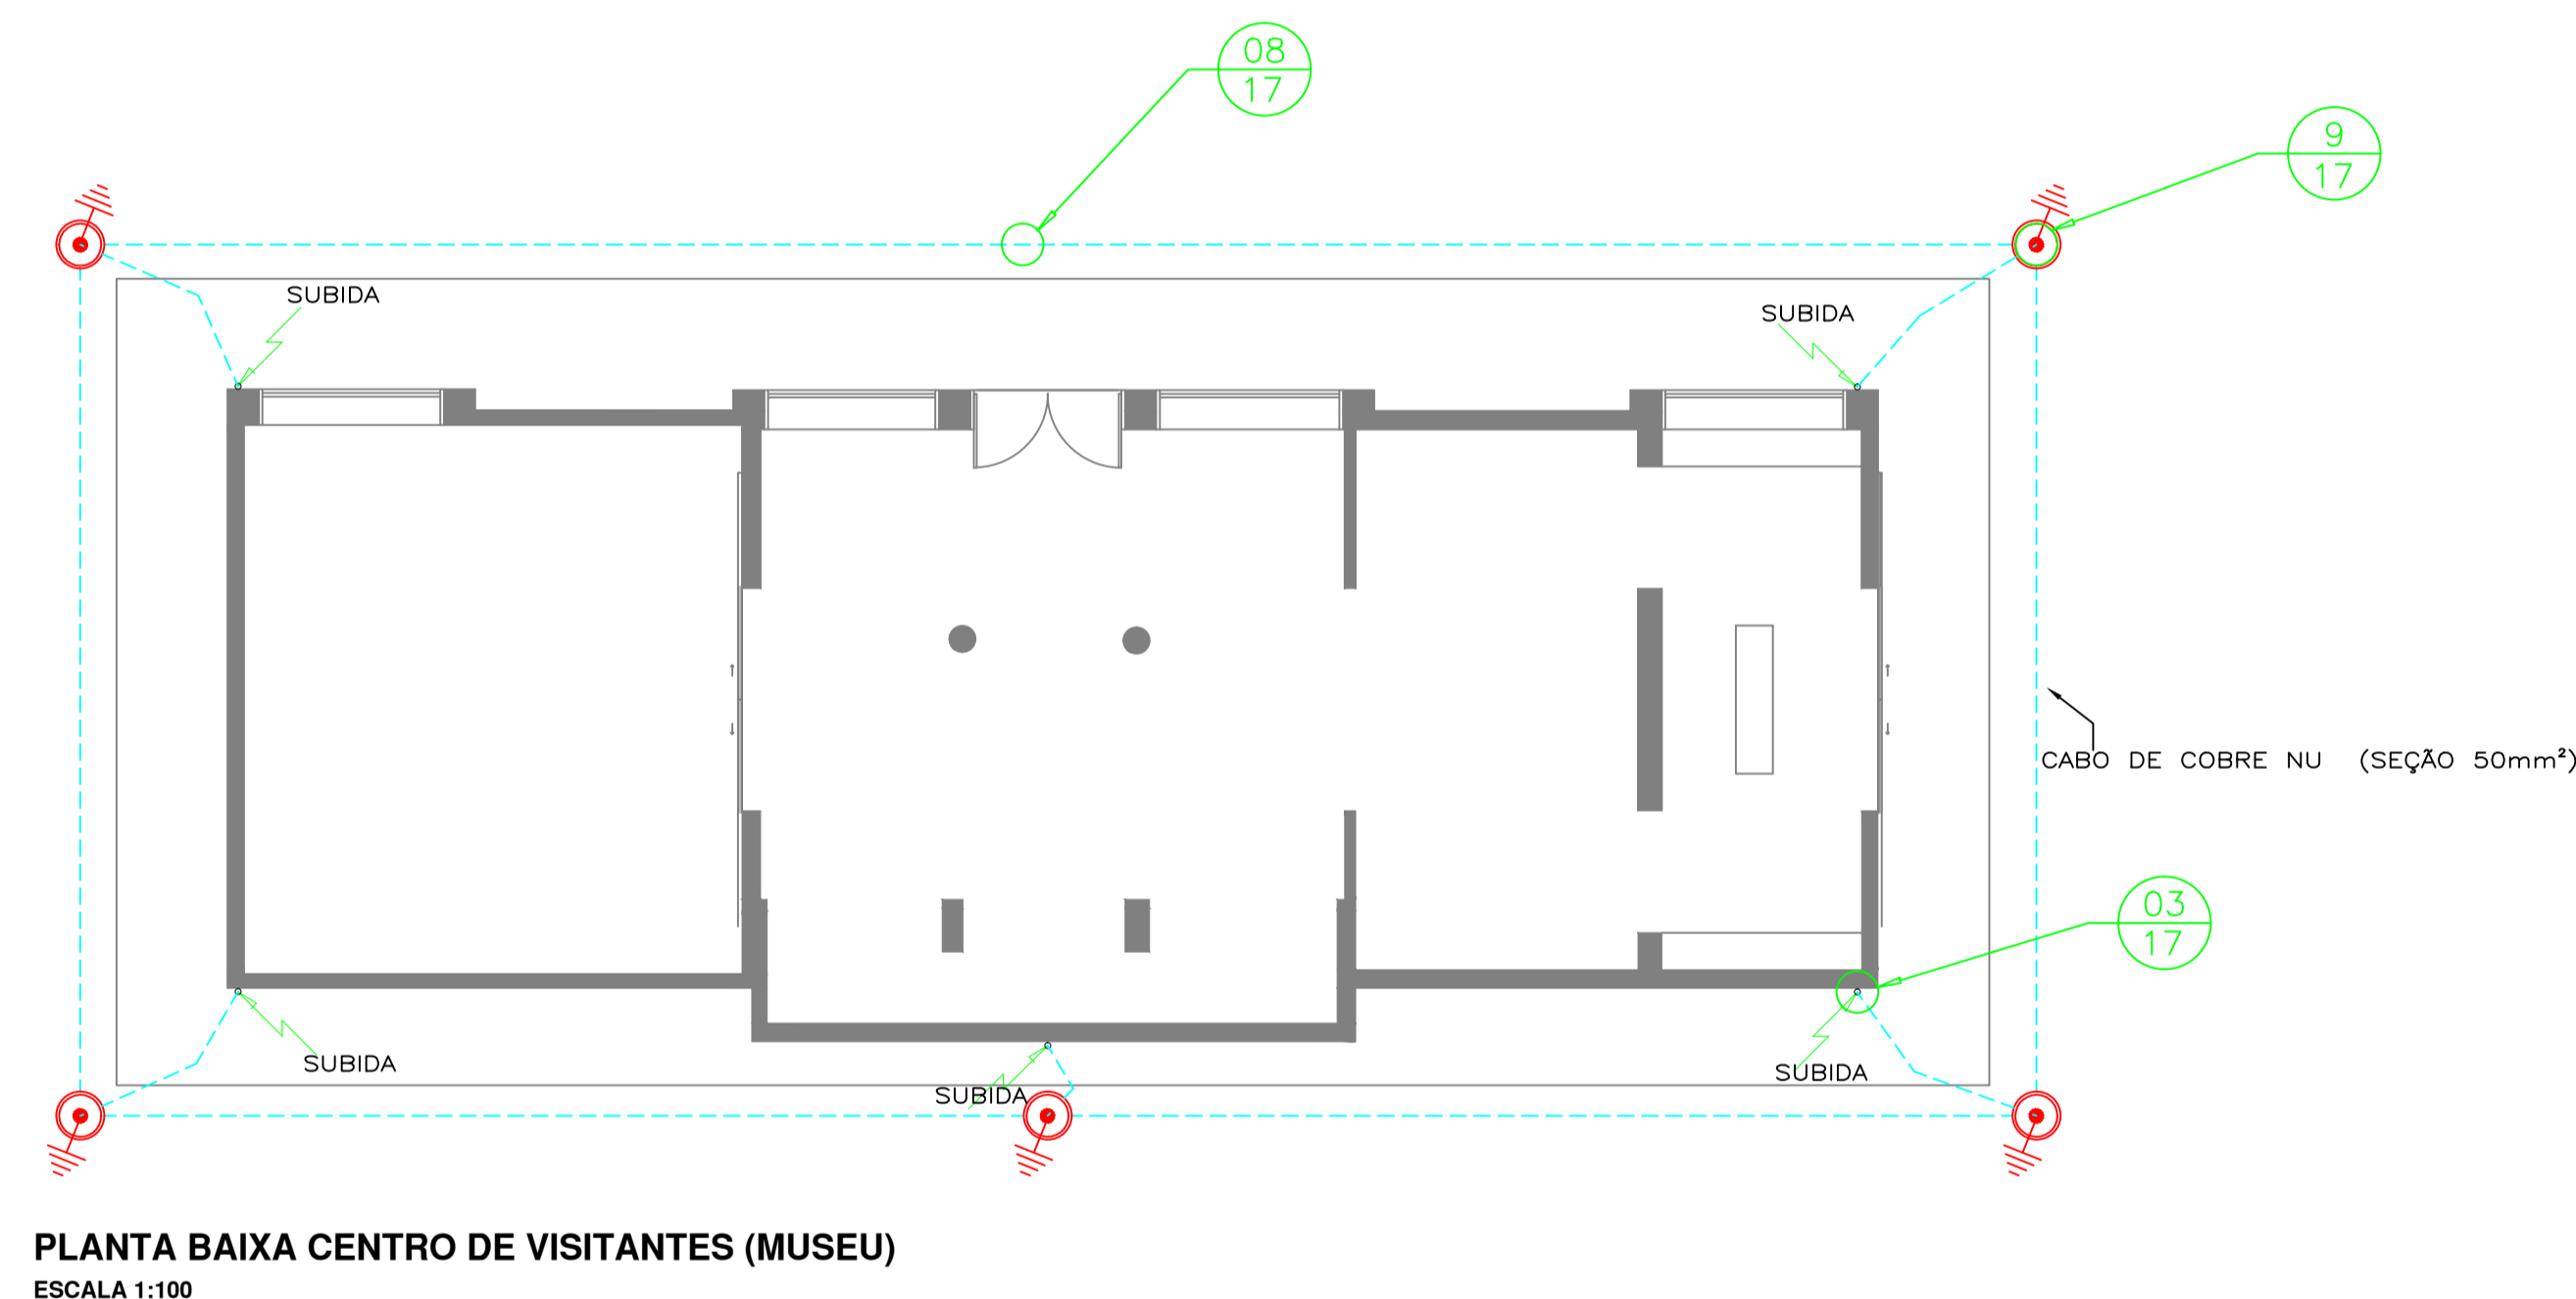 08
17
9
17
SUBIDA
SUBIDA
CABO DE COBRE NU (SEÇÃO 50mm²)
03
17
SUBIDA
SUBIDA
SUBIDA
PLANTA BAIXA CENTRO DE VISITANTES (MUSEU)
ESCALA 1:100